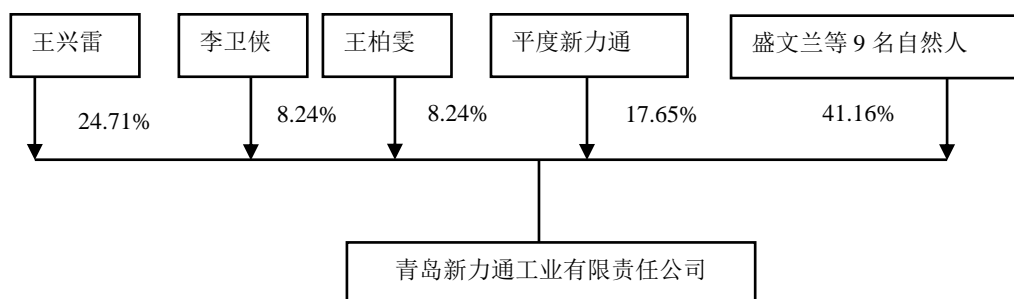 王兴雷
李卫侠
王柏雯
平度新力通
盛文兰等 9 名自然人
24.71%
8.24%
8.24%
17.65%
41.16%
青岛新力通工业有限责任公司